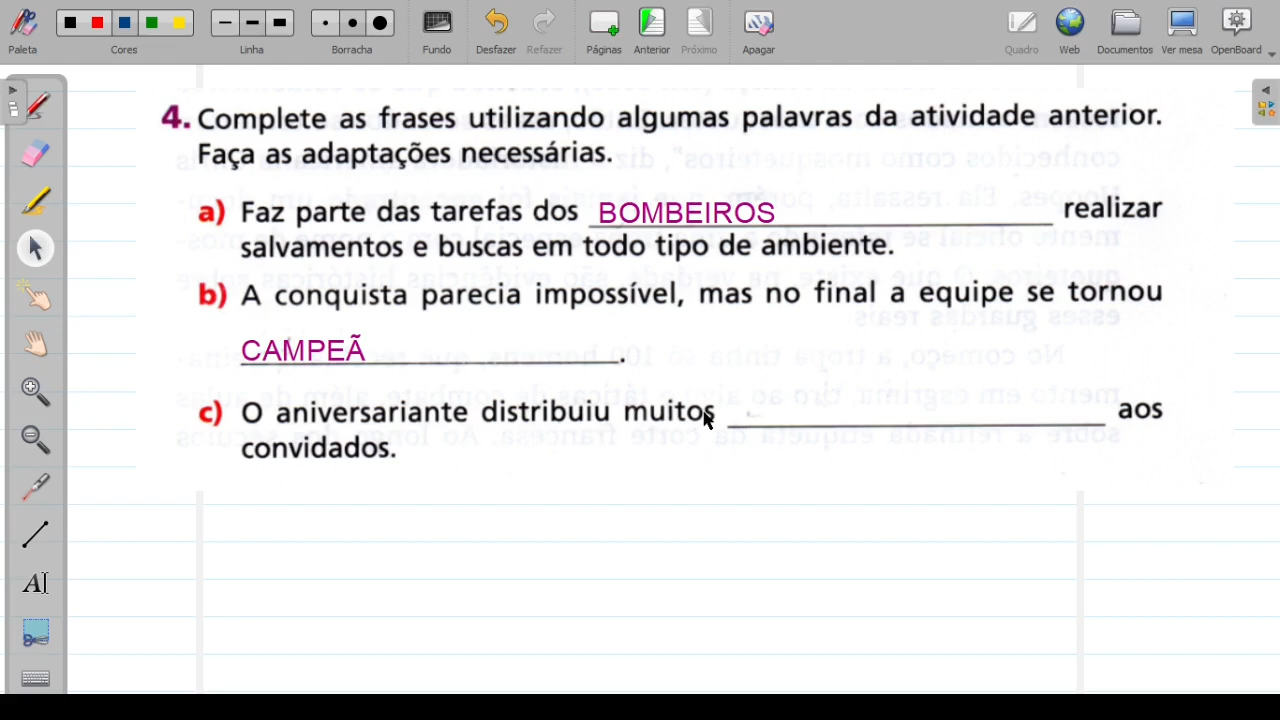 Paleta
Cores
Linha
Borracha
Fundo
Desfazer
Refazer
Páginas
Anterior
Próximo
Apagar
Quadro
Web
Documentos
Ver mesa
OpenBoard
4. Complete as frases utilizando algumas palavras da atividade anterior.
Faça as adaptações necessárias.
a) Faz parte das tarefas dos BOMBEIROS realizar
salvamentos e buscas em todo tipo de ambiente.
b) A conquista parecia impossível, mas no final a equipe se tornou
CAMPEÃ.
c) O aniversariante distribuiu muitos ____ aos
convidados.